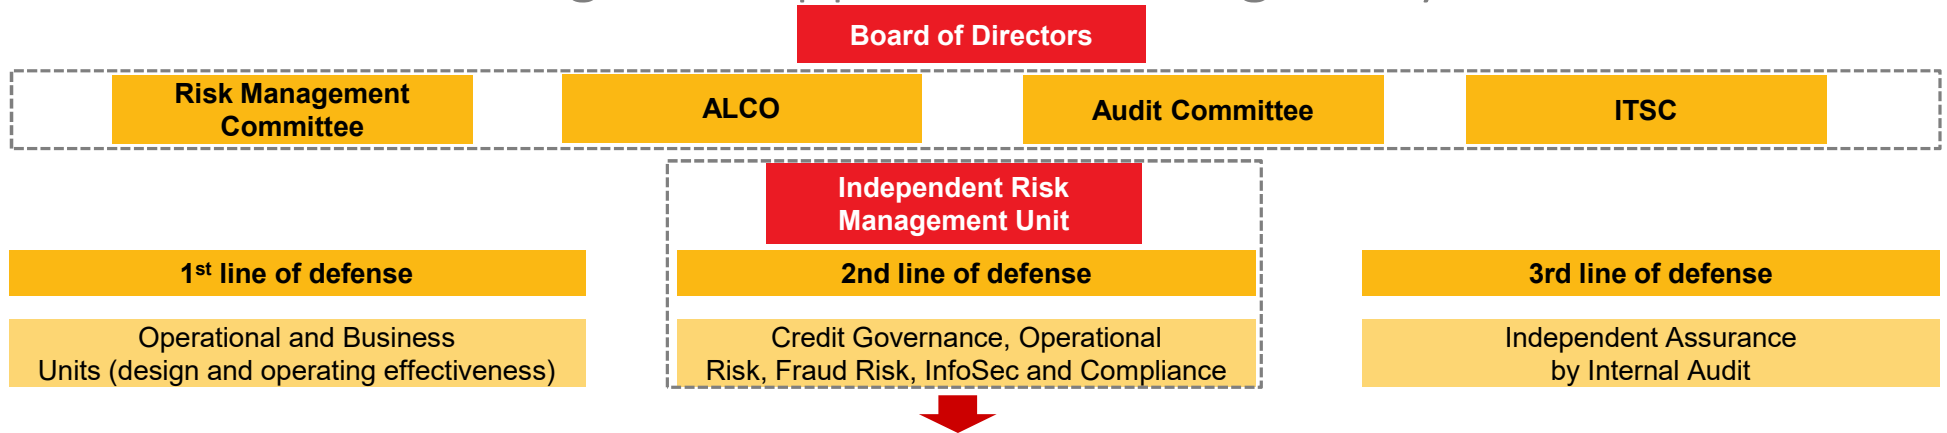 Board of Directors
Risk Management
Committee
ALCO
Audit Committee
ITSC
Independent Risk
Management Unit
1st line of defense
2nd line of defense
3rd line of defense
Operational and Business
Units (design and operating effectiveness)
Credit Governance, Operational
Risk, Fraud Risk, InfoSec and Compliance
Independent Assurance
by Internal Audit